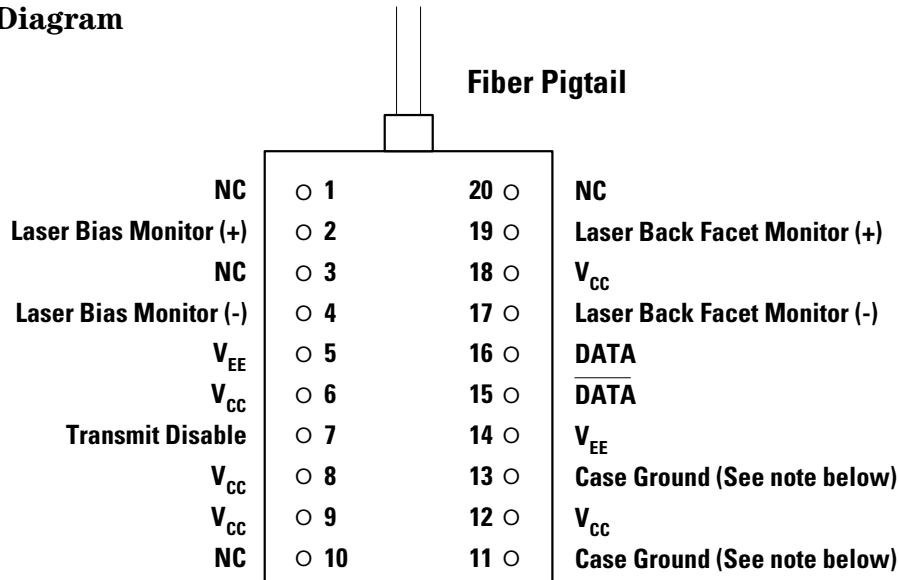 Diagram
Fiber Pigtail
NC 1 20 NC
Laser Bias Monitor (+) 2 19 Laser Back Facet Monitor (+)
NC 3 18 VCC
Laser Bias Monitor (-) 4 17 Laser Back Facet Monitor (-)
VEE 5 16 DATA
VCC 6 15 D̅A̅T̅A̅
Transmit Disable 7 14 VEE
VCC 8 13 Case Ground (See note below)
VCC 9 12 VCC
NC 10 11 Case Ground (See note below)